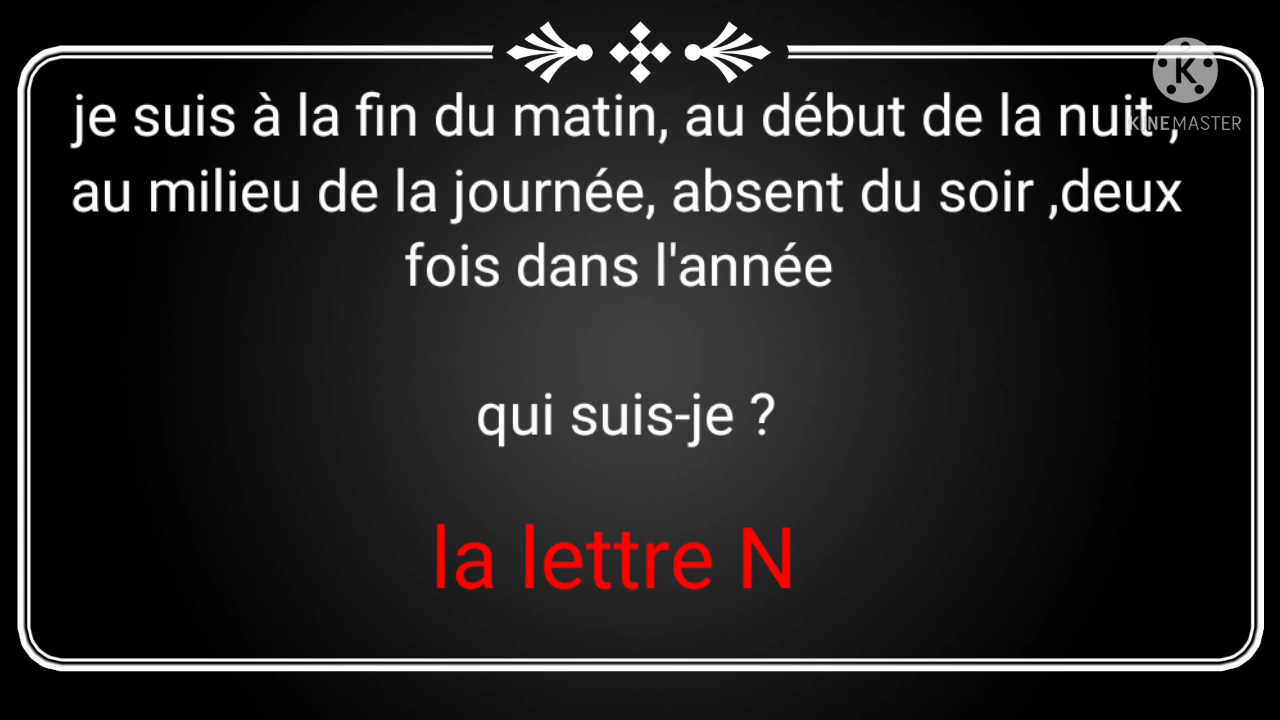 je suis à la fin du matin, au début de la nuit ,
au milieu de la journée, absent du soir ,deux
fois dans l'année
qui suis-je ?
la lettre N
K
KINEMASTER